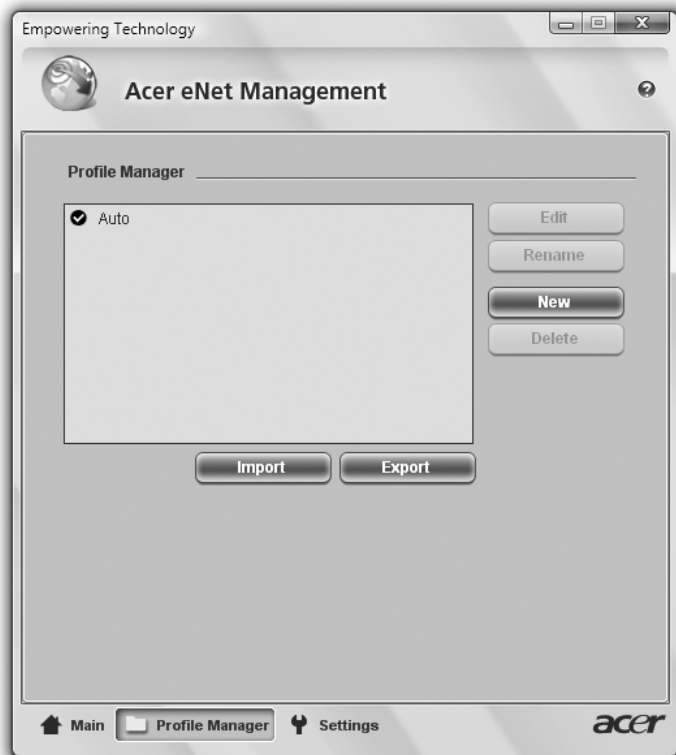 Empowering Technology
Acer eNet Management
Profile Manager
Auto
Edit
Rename
New
Delete
Import Export
Main Profile Manager Settings acer